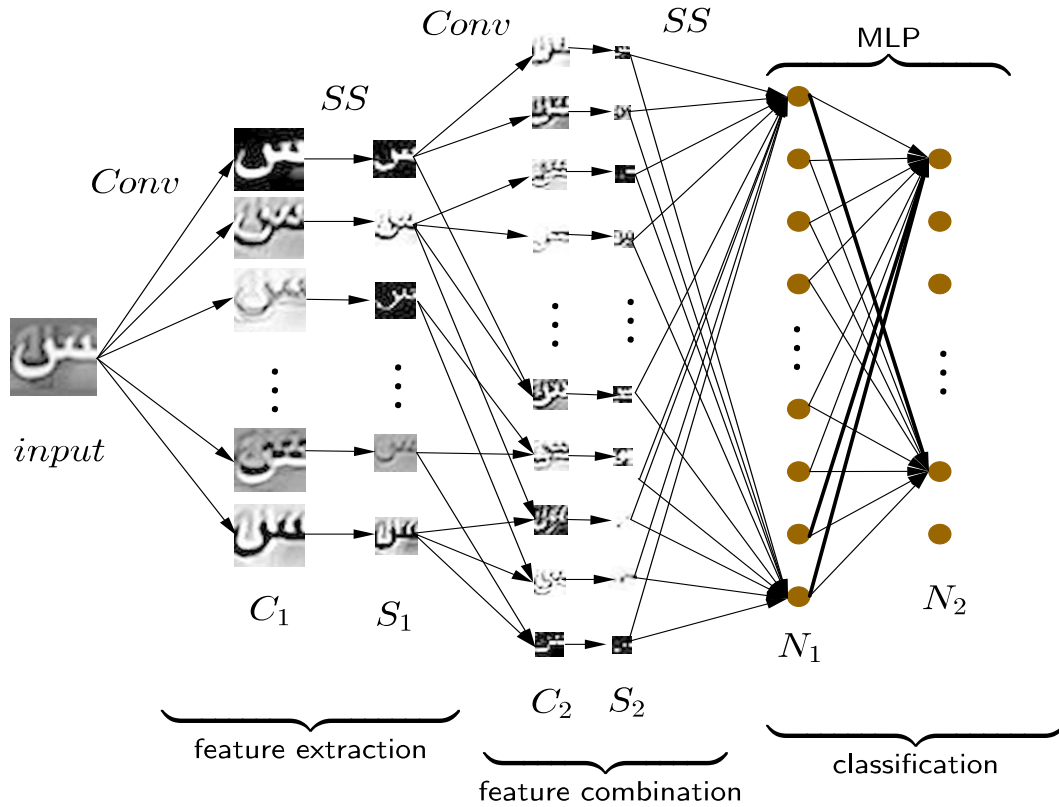 Conv
SS
MLP
SS
Conv
س
input
C₁
S₁
C₂
S₂
N₁
N₂
feature extraction
feature combination
classification